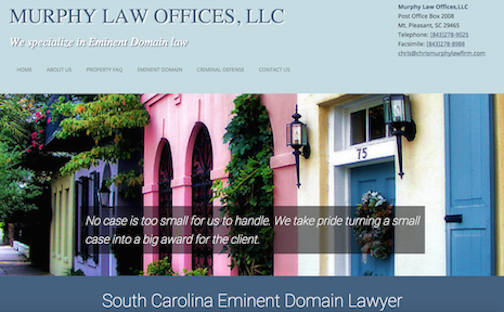 MURPHY LAW OFFICES, LLC
We specialize in Eminent Domain law
Murphy Law Offices,LLC
Post Office Box 2008
Mt. Pleasant, SC 29465
Telephone: (843)278-9025
Facsimile: (843)278-8988
chris@chrismurphylawfirm.com
HOME ABOUT US PROPERTY FAQ EMINENT DOMAIN CRIMINAL DEFENSE CONTACT US
75
No case is too small for us to handle. We take pride turning a small
case into a big award for the client.
South Carolina Eminent Domain Lawyer